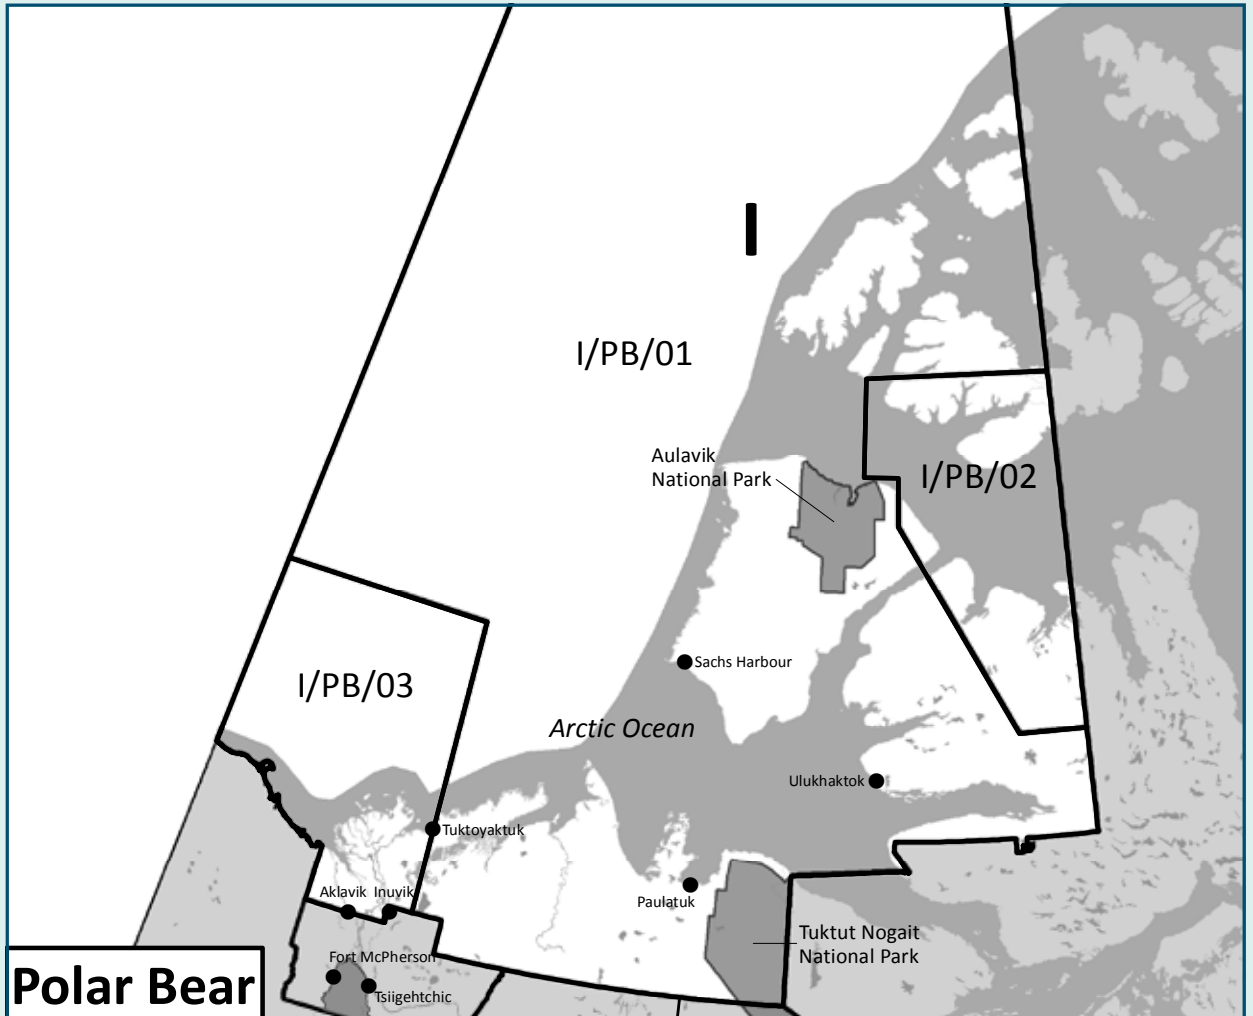 I
I/PB/01
Aulavik
National Park
I/PB/02
Sachs Harbour
I/PB/03
Arctic Ocean
Ulukhaktok
Tuktoyaktuk
Paulatuk
Aklavik
Inuvik
Tuktut Nogait
National Park
Fort McPherson
Tsiigehtchic
Polar Bear